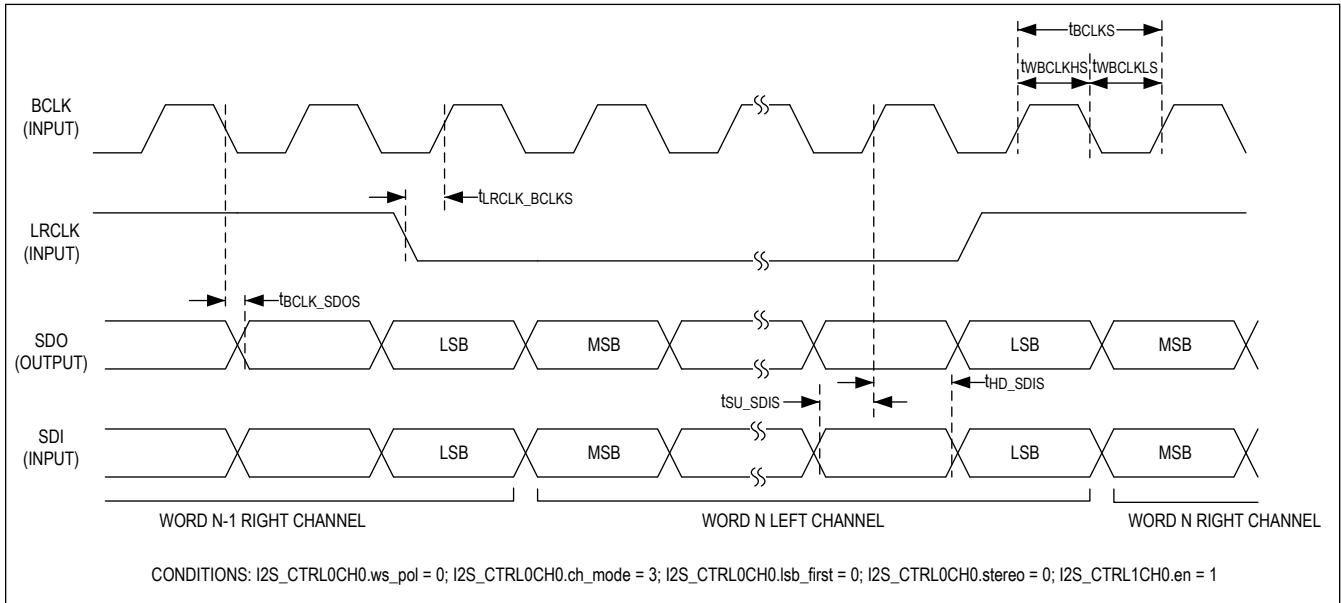 tBCLKS
tWBCLKHS tWBCLKLS
BCLK
(INPUT)
tLRCLK_BCLKS
LRCLK
(INPUT)
tBCLK_SDOS
SDO
(OUTPUT)
LSB MSB LSB MSB
tSU_SDIS
tHD_SDIS
SDI
(INPUT)
LSB MSB LSB MSB
WORD N-1 RIGHT CHANNEL WORD N LEFT CHANNEL WORD N RIGHT CHANNEL
CONDITIONS: I2S_CTRL0CH0.ws_pol = 0; I2S_CTRL0CH0.ch_mode = 3; I2S_CTRL0CH0.lsb_first = 0; I2S_CTRL0CH0.stereo = 0; I2S_CTRL1CH0.en = 1